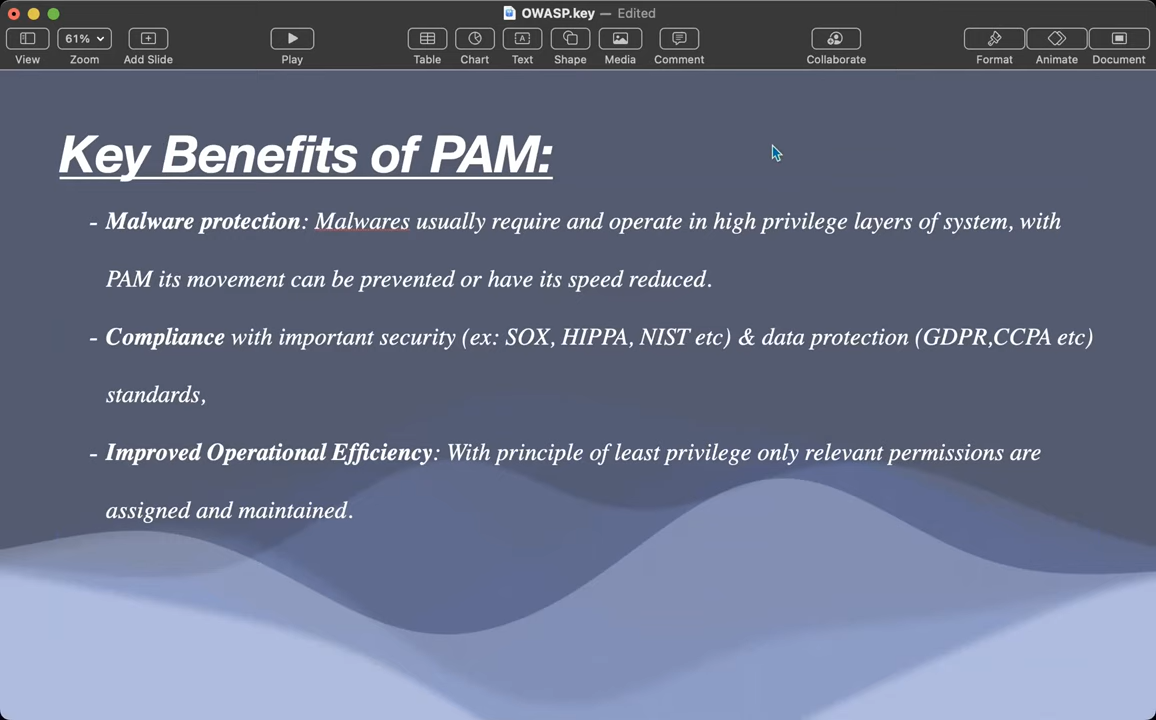 OWASP.key — Edited
61%
View Zoom Add Slide Play Table Chart Text Shape Media Comment Collaborate Format Animate Document
Key Benefits of PAM:
- Malware protection: Malwares usually require and operate in high privilege layers of system, with
PAM its movement can be prevented or have its speed reduced.
- Compliance with important security (ex: SOX, HIPPA, NIST etc) & data protection (GDPR,CCPA etc)
standards,
- Improved Operational Efficiency: With principle of least privilege only relevant permissions are
assigned and maintained.